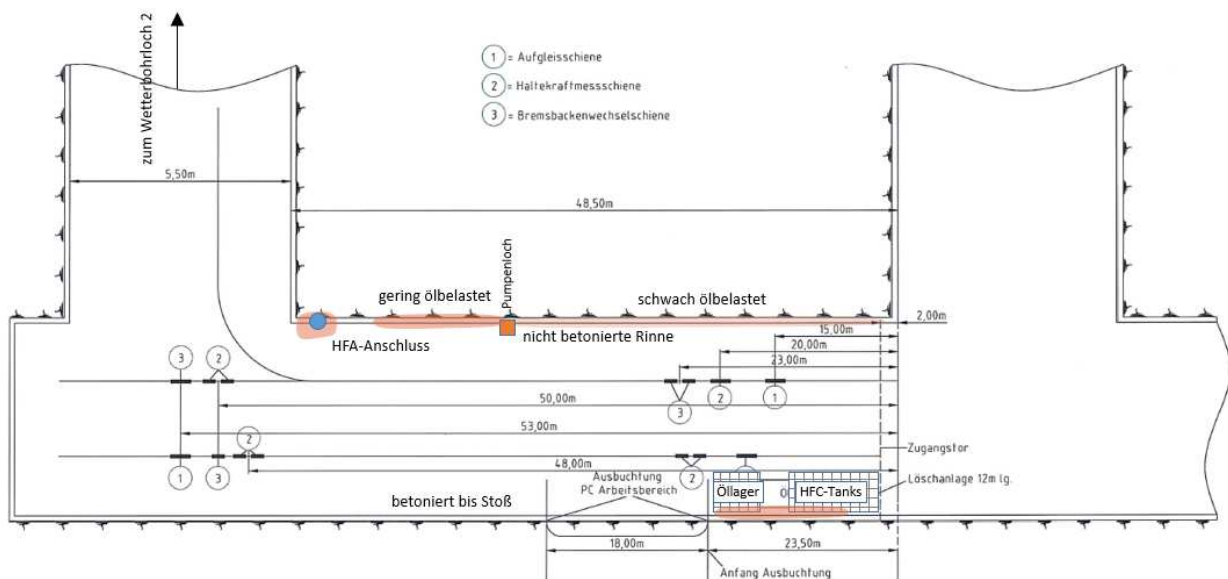 zum Wetterbohrloch 2
1 = Aufgleisschiene
2 = Haltekraftmessschiene
3 = Bremsbackenwechselschiene
5,50m
48,50m
Pumpenloch
gering ölbelastet
schwach ölbelastet
HFA-Anschluss
nicht betonierte Rinne
2,00m
15,00m
20,00m
23,00m
3
2
3
2
1
50,00m
53,00m
2
48,00m
Zugangstor
1
3
2
Ausbuchtung
PC Arbeitsbereich
Öllager
Ö
HFC-Tanks
Löschanlage 12m lg.
betoniert bis Stoß
18,00m
23,50m
Anfang Ausbuchtung